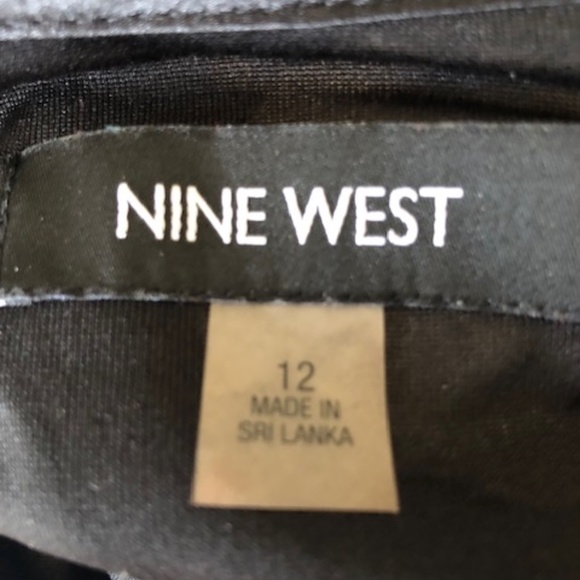 NINE WEST
12
MADE IN
SRI LANKA